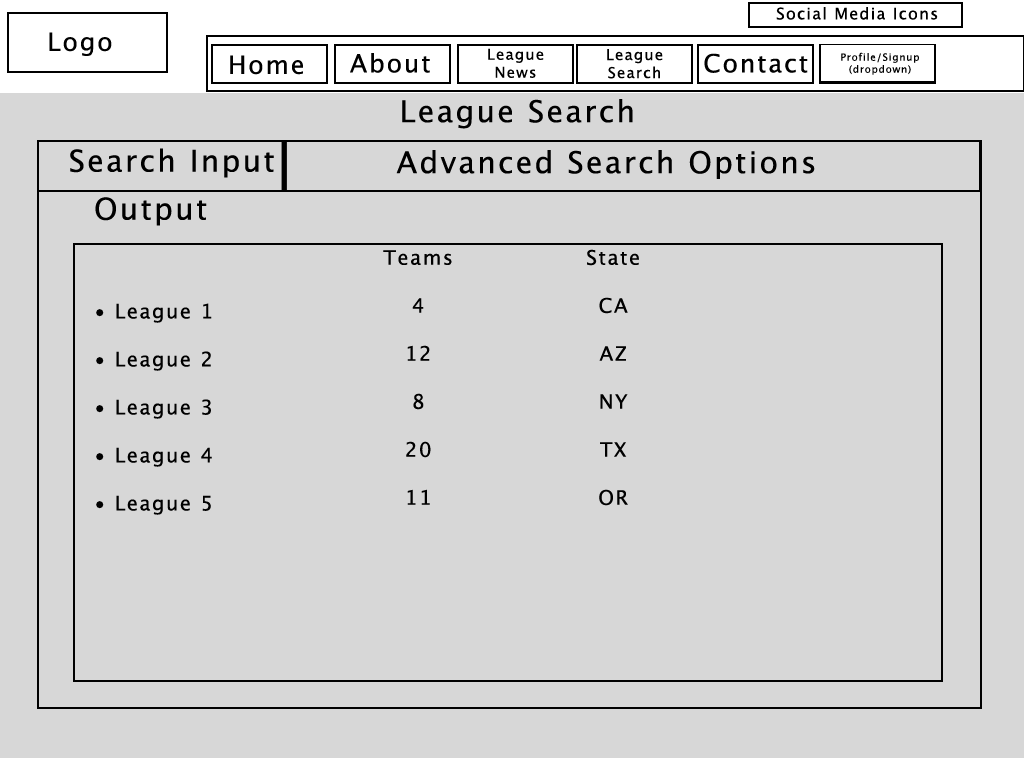 Social Media Icons
Logo
Home
About
League
News
League
Search
Contact
Profile/Signup
(dropdown)
League Search
Search Input
Advanced Search Options
Output
Teams State
• League 1 4 CA
• League 2 12 AZ
• League 3 8 NY
• League 4 20 TX
• League 5 11 OR